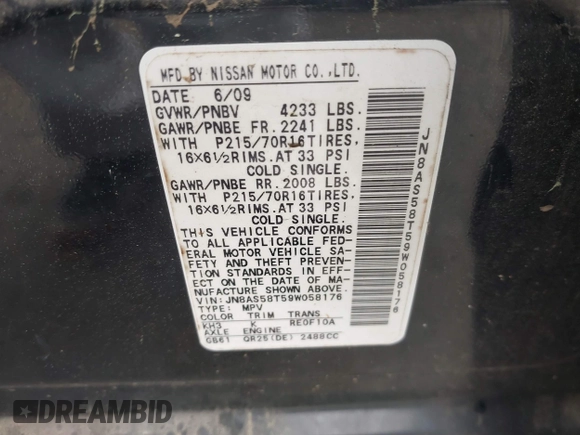 MFD BY NISSAN MOTOR CO.,LTD.
DATE 6/09
GVWR/PNBV 4233 LBS.
GAWR/PNBE FR. 2241 LBS.
WITH P215/70R16TIRES,
16X6½RIMS.AT 33 PSI
COLD SINGLE.
GAWR/PNBE RR. 2008 LBS.
WITH P215/70R16TIRES,
16X6½RIMS.AT 33 PSI
COLD SINGLE.
THIS VEHICLE CONFORMS
TO ALL APPLICABLE FED-
ERAL MOTOR VEHICLE SA-
FETY AND THEFT PREVENTION
STANDARDS IN EFFECT
ON THE DATE OF MA-
NUFACTURE SHOWN ABOVE.
VIN: JN8AS58T59W058176
TYPE: MPV
COLOR TRIM TRANS
KH3 K RE0F10A
AXLE ENGINE
GB61 QR25(DE) 2488CC
JN8AS58T59W058176
DREAMBID